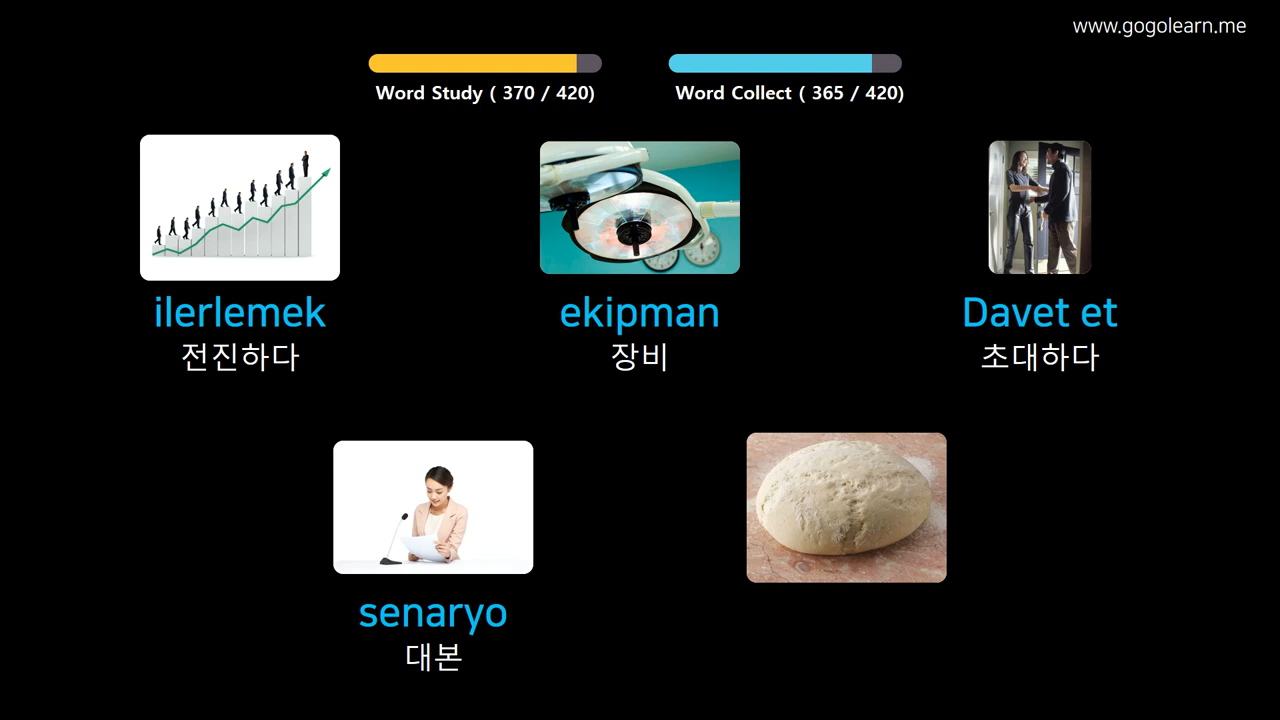 www.gogolearn.me
Word Study ( 370 / 420)
Word Collect ( 365 / 420)
ilerlemek
전진하다
ekipman
장비
Davet et
초대하다
senaryo
대본